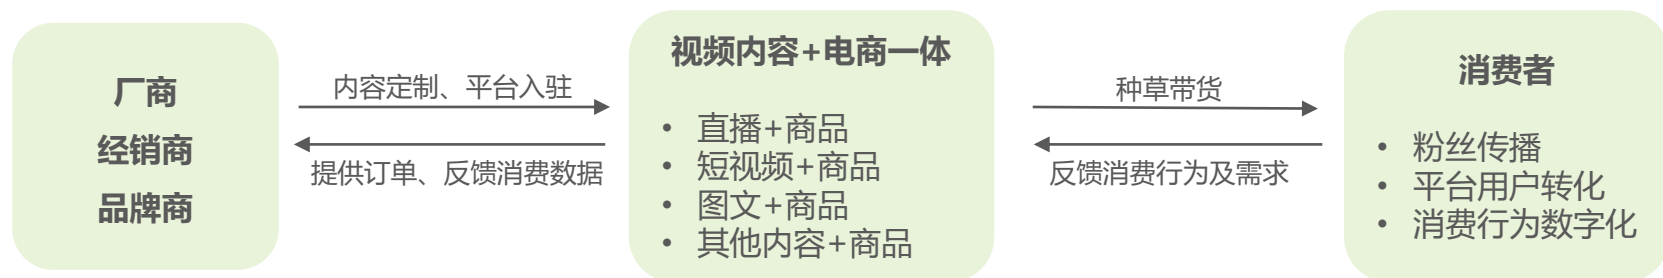 厂商
经销商
品牌商
内容定制、平台入驻
提供订单、反馈消费数据
视频内容+电商一体
• 直播+商品
• 短视频+商品
• 图文+商品
• 其他内容+商品
种草带货
反馈消费行为及需求
消费者
• 粉丝传播
• 平台用户转化
• 消费行为数字化